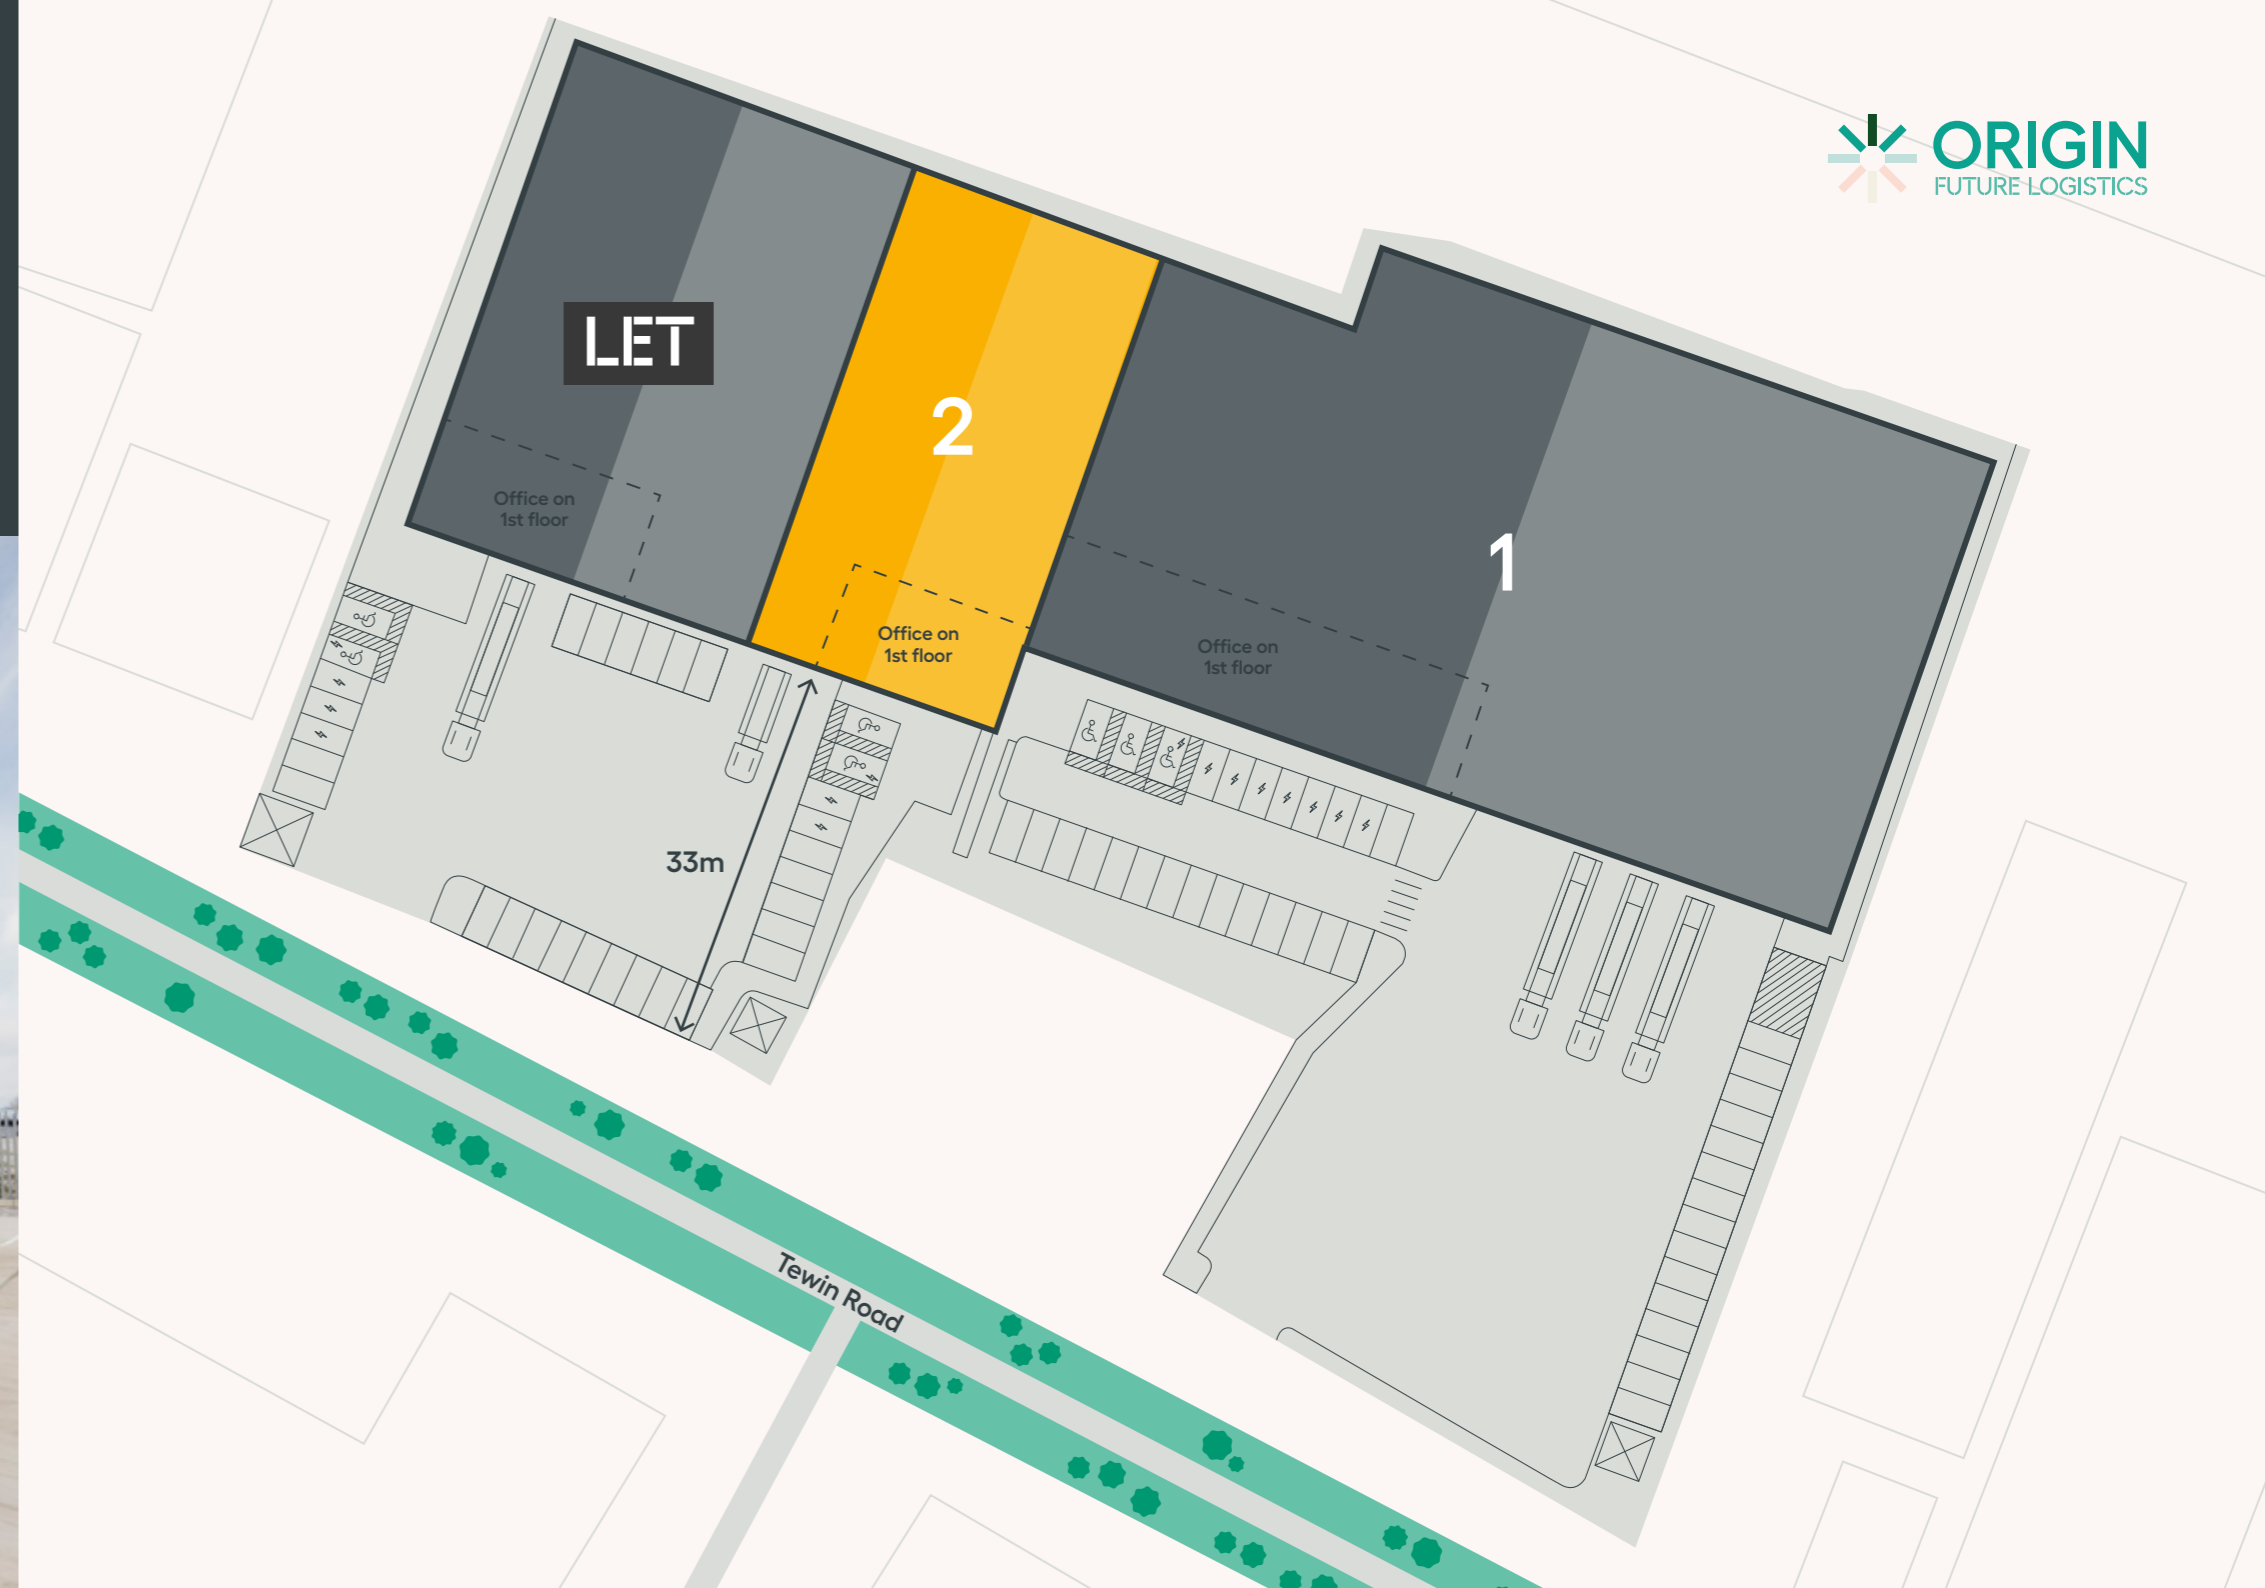 ORIGIN
FUTURE LOGISTICS
LET
2
1
Office on
1st floor
Office on
1st floor
Office on
1st floor
33m
Tewin Road